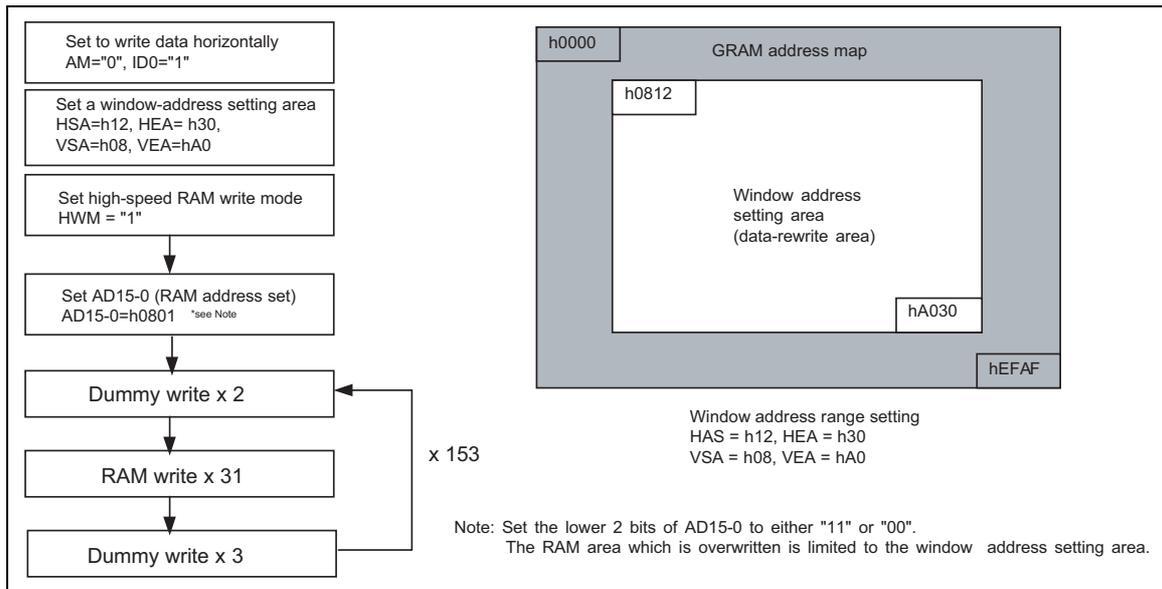 Set to write data horizontally
AM="0", ID0="1"
Set a window-address setting area
HSA=h12, HEA= h30,
VSA=h08, VEA=hA0
Set high-speed RAM write mode
HWM = "1"
Set AD15-0 (RAM address set)
AD15-0=h0801 *see Note
Dummy write x 2
RAM write x 31
Dummy write x 3
x 153
h0000
GRAM address map
h0812
Window address
setting area
(data-rewrite area)
hA030
hEFAF
Window address range setting
HAS = h12, HEA = h30
VSA = h08, VEA = hA0
Note: Set the lower 2 bits of AD15-0 to either "11" or "00".
The RAM area which is overwritten is limited to the window address setting area.